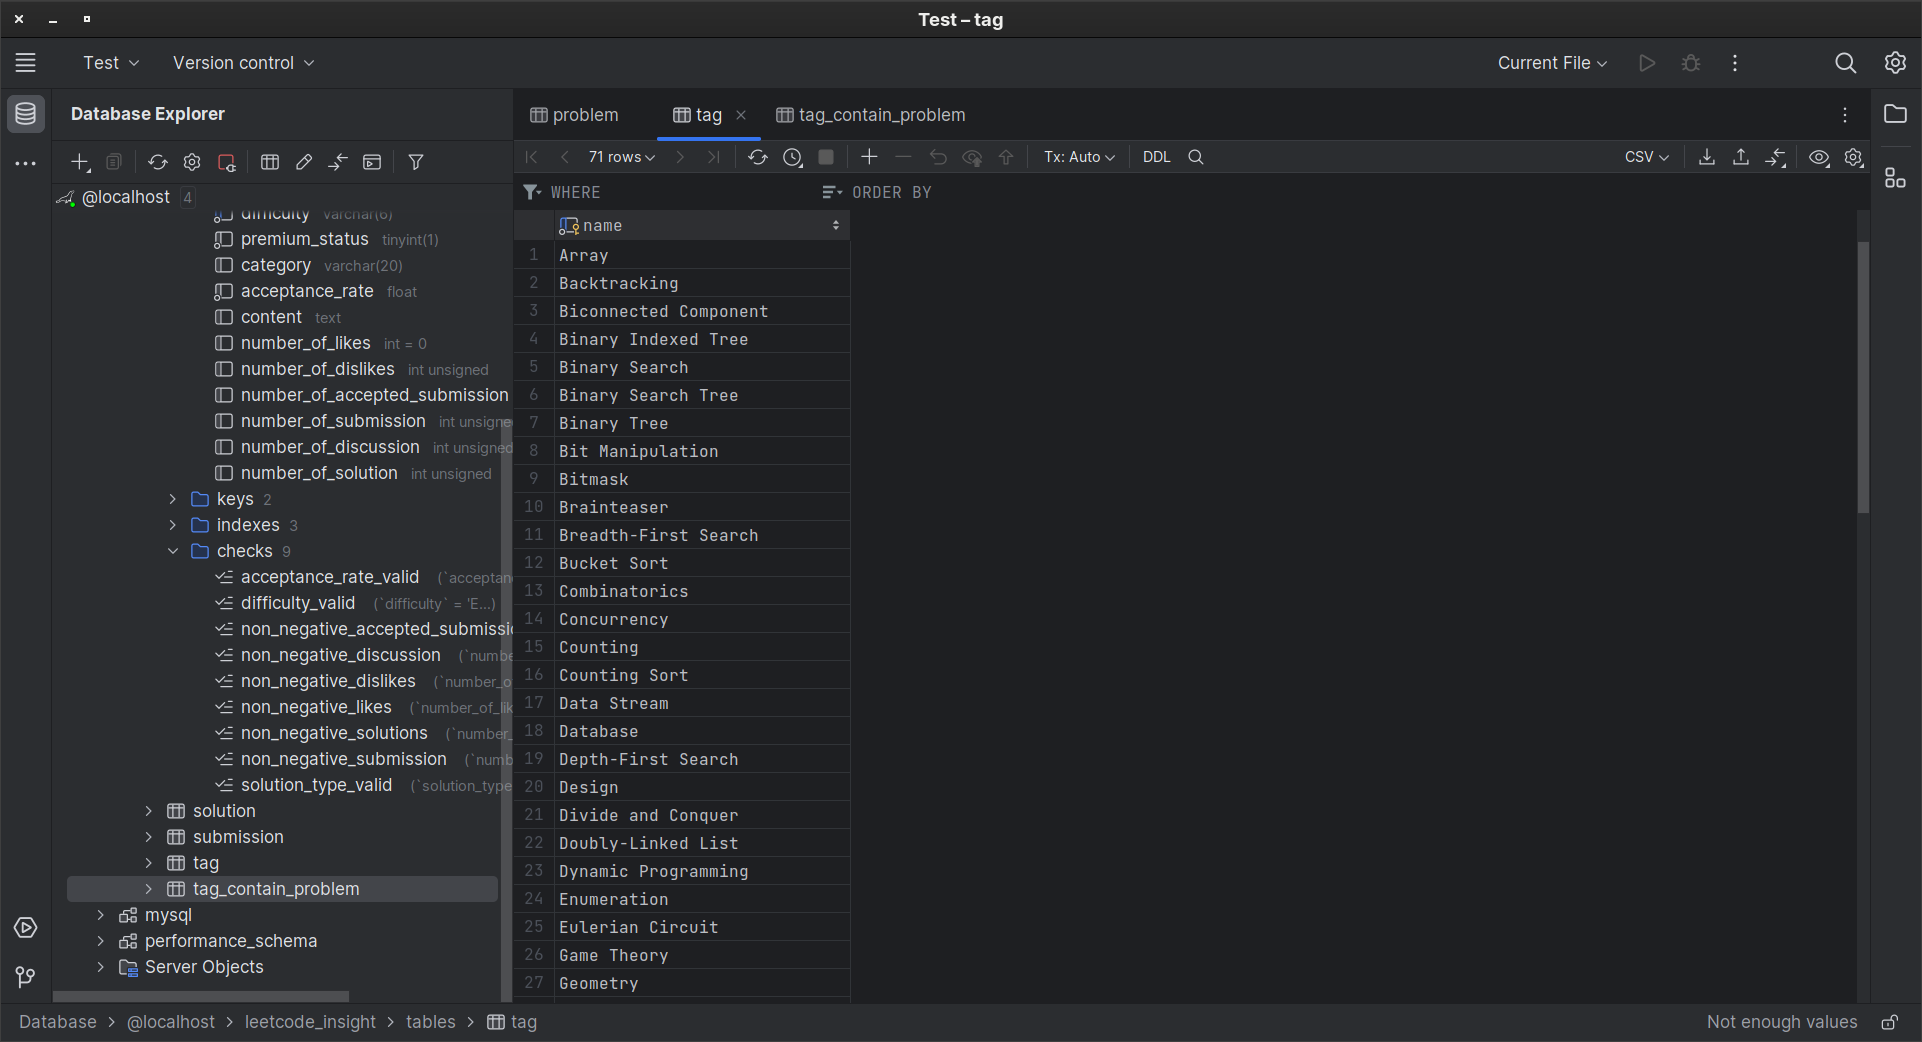 Test – tag
Test
Version control
Current File
Database Explorer
problem
tag
tag_contain_problem
71 rows
Tx: Auto
DDL
CSV
WHERE
ORDER BY
@localhost 4
difficulty varchar(6)
premium_status tinyint(1)
category varchar(20)
acceptance_rate float
content text
number_of_likes int = 0
number_of_dislikes int unsigned
number_of_accepted_submission
number_of_submission int unsigne
number_of_discussion int unsigned
number_of_solution int unsigned
keys 2
indexes 3
checks 9
acceptance_rate_valid (`acceptan
difficulty_valid (`difficulty` = 'E...)
non_negative_accepted_submissi
non_negative_discussion (`numbe
non_negative_dislikes (`number_o
non_negative_likes (`number_of_lik
non_negative_solutions (`number_
non_negative_submission (`numb
solution_type_valid (`solution_type
solution
submission
tag
tag_contain_problem
mysql
performance_schema
Server Objects
name
1 Array
2 Backtracking
3 Biconnected Component
4 Binary Indexed Tree
5 Binary Search
6 Binary Search Tree
7 Binary Tree
8 Bit Manipulation
9 Bitmask
10 Brainteaser
11 Breadth-First Search
12 Bucket Sort
13 Combinatorics
14 Concurrency
15 Counting
16 Counting Sort
17 Data Stream
18 Database
19 Depth-First Search
20 Design
21 Divide and Conquer
22 Doubly-Linked List
23 Dynamic Programming
24 Enumeration
25 Eulerian Circuit
26 Game Theory
27 Geometry
Database > @localhost > leetcode_insight > tables > tag
Not enough values